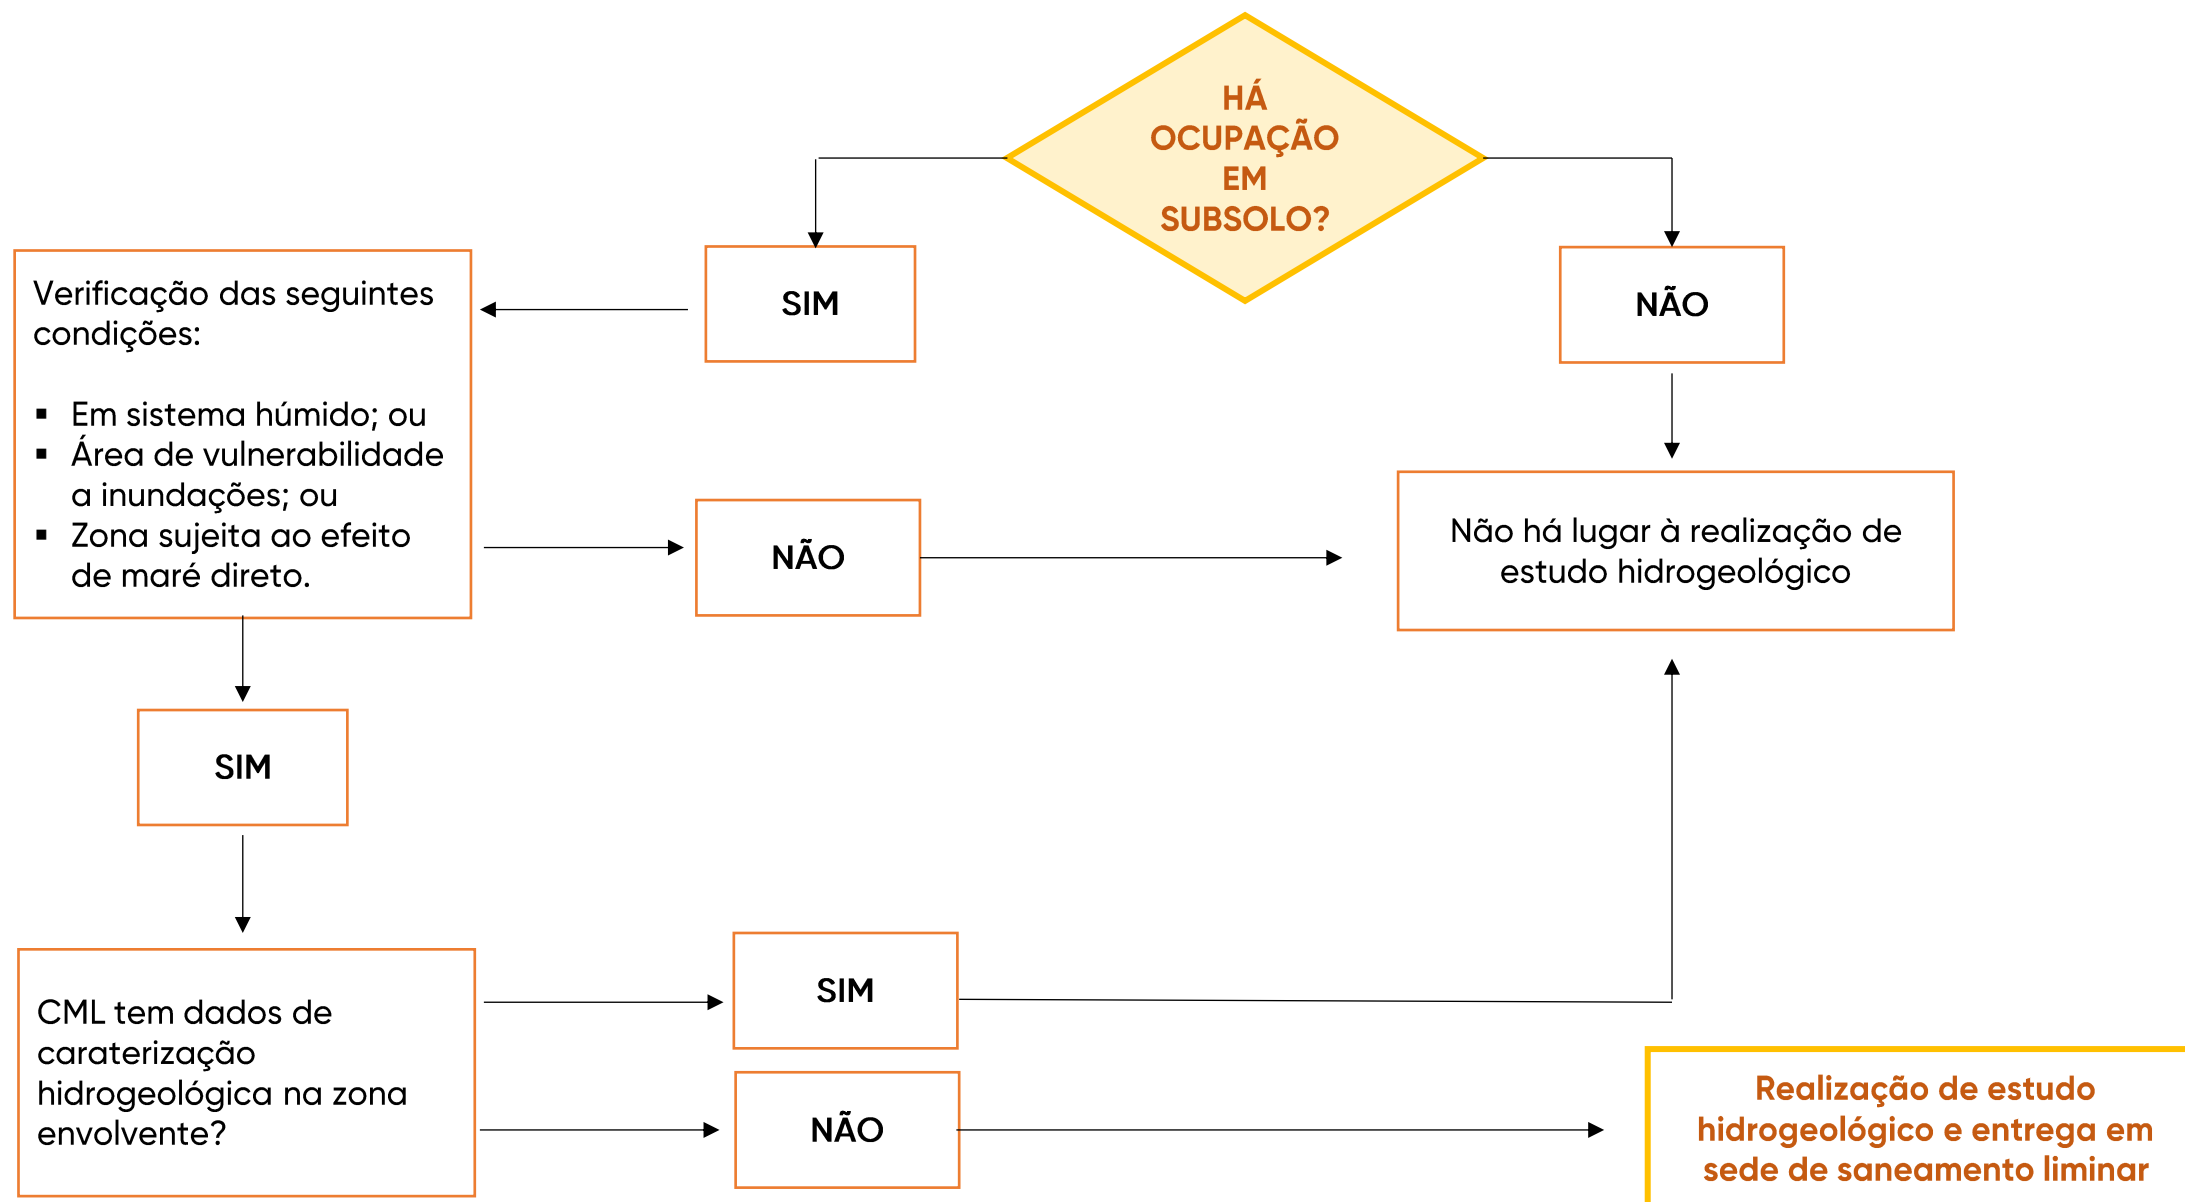 HÁ
OCUPAÇÃO
EM
SUBSOLO?
SIM
NÃO
Verificação das seguintes
condições:
▪ Em sistema húmido; ou
▪ Área de vulnerabilidade
a inundações; ou
▪ Zona sujeita ao efeito
de maré direto.
NÃO
Não há lugar à realização de
estudo hidrogeológico
SIM
CML tem dados de
caraterização
hidrogeológica na zona
envolvente?
SIM
NÃO
Realização de estudo
hidrogeológico e entrega em
sede de saneamento liminar